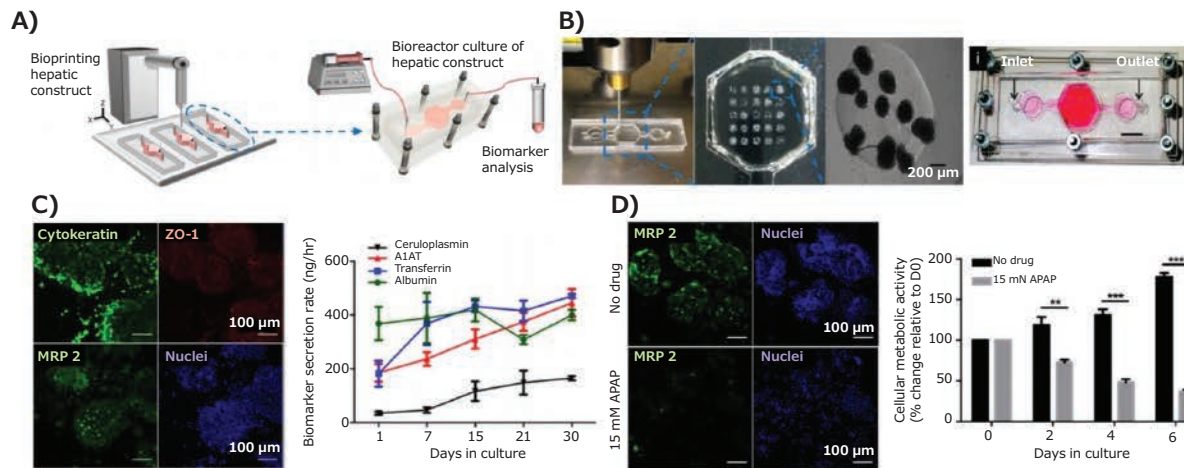 A)
Bioprinting
hepatic
construct
Z
X
Bioreactor culture of
hepatic construct
Biomarker
analysis
B)
200 µm
Inlet
Outlet
C)
Cytokeratin
ZO-1
100 µm
MRP 2
Nuclei
100 µm
Biomarker secretion rate (ng/hr)
600
400
200
0
Ceruloplasmin
A1AT
Transferrin
Albumin
1
7
15
21
30
Days in culture
D)
No drug
MRP 2
Nuclei
100 µm
15 mM APAP
MRP 2
Nuclei
100 µm
Cellular metabolic activity
(% change relative to D0)
200
150
100
50
0
No drug
15 mN APAP
**
***
***
0
2
4
6
Days in culture